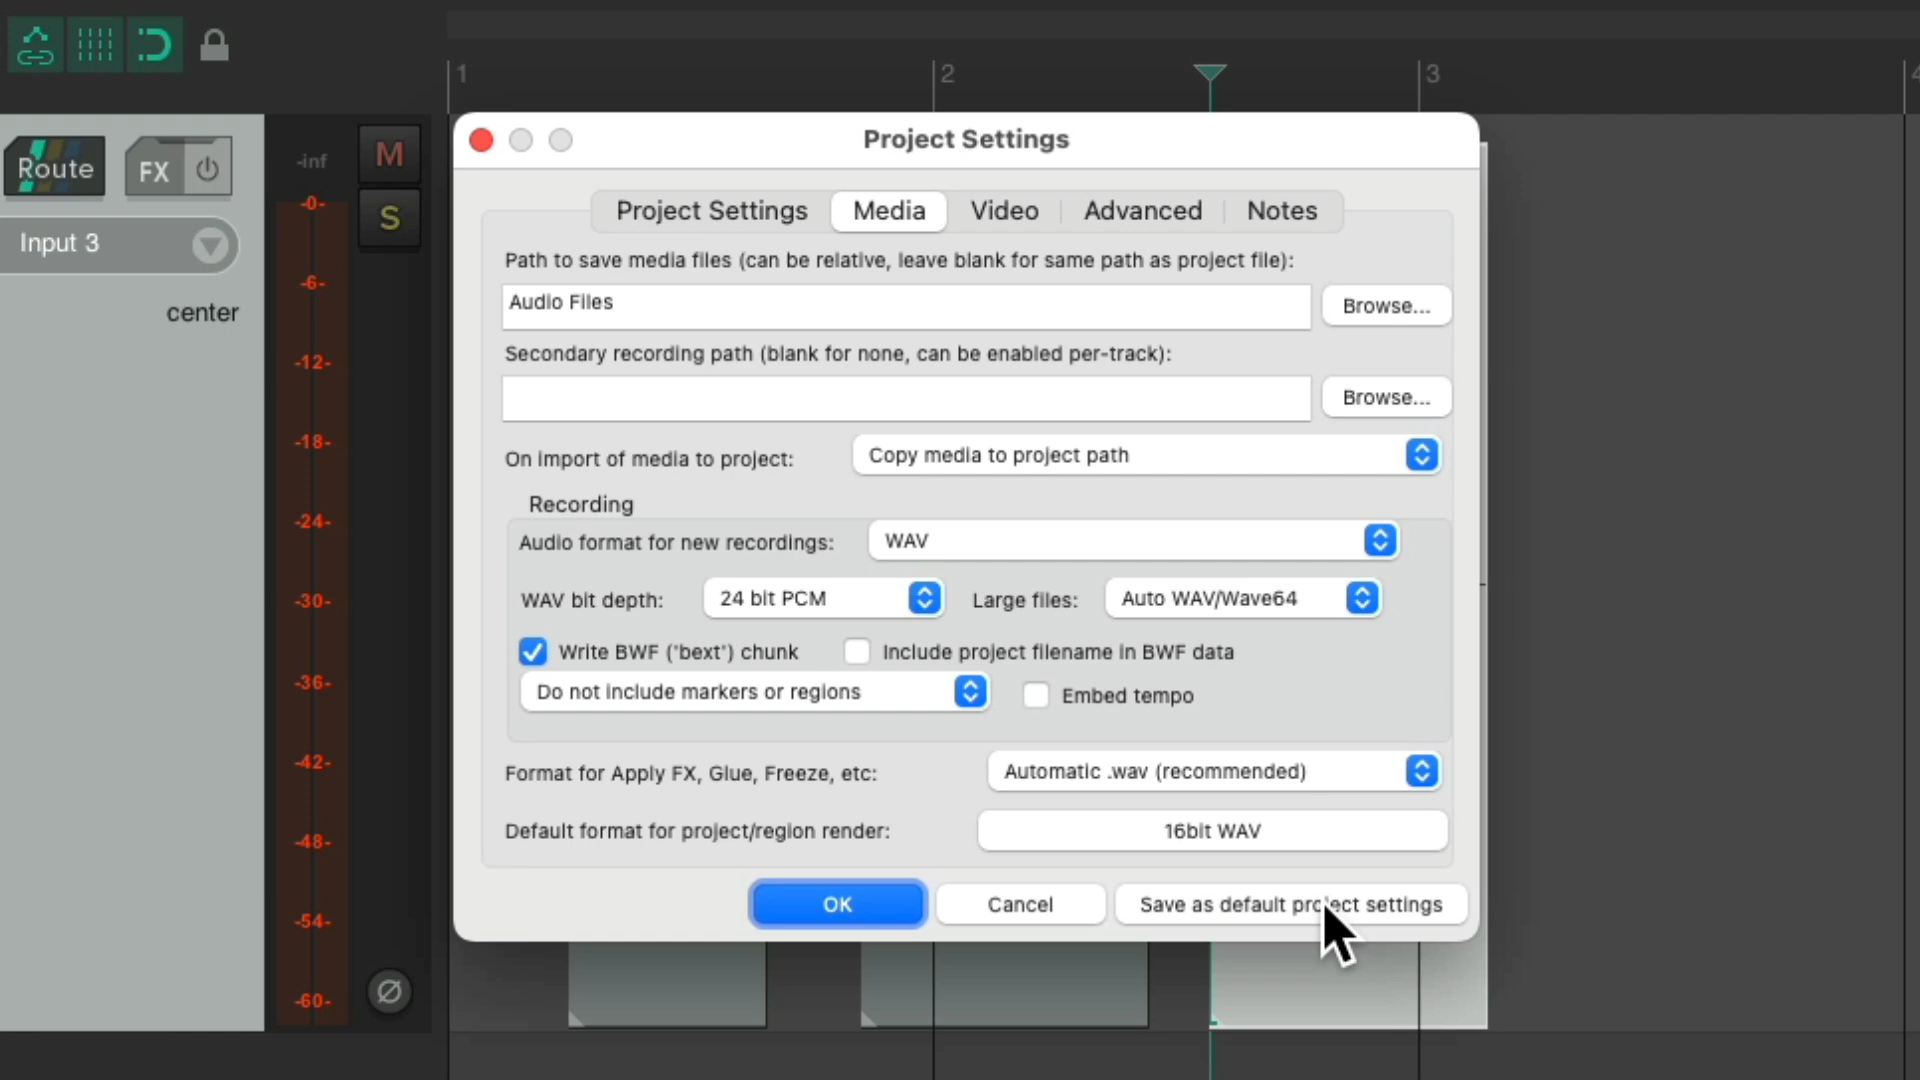 1 2 3 4
Route FX -inf M
-0- S
Input 3
-6-
center
-12-
-18-
-24-
-30-
-36-
-42-
-48-
-54-
-60-
Project Settings
Project Settings Media Video Advanced Notes
Path to save media files (can be relative, leave blank for same path as project file):
Audio Files Browse...
Secondary recording path (blank for none, can be enabled per-track):
Browse...
On import of media to project: Copy media to project path
Recording
Audio format for new recordings: WAV
WAV bit depth: 24 bit PCM Large files: Auto WAV/Wave64
Write BWF ('bext') chunk Include project filename in BWF data
Do not include markers or regions Embed tempo
Format for Apply FX, Glue, Freeze, etc: Automatic .wav (recommended)
Default format for project/region render: 16bit WAV
OK Cancel Save as default project settings